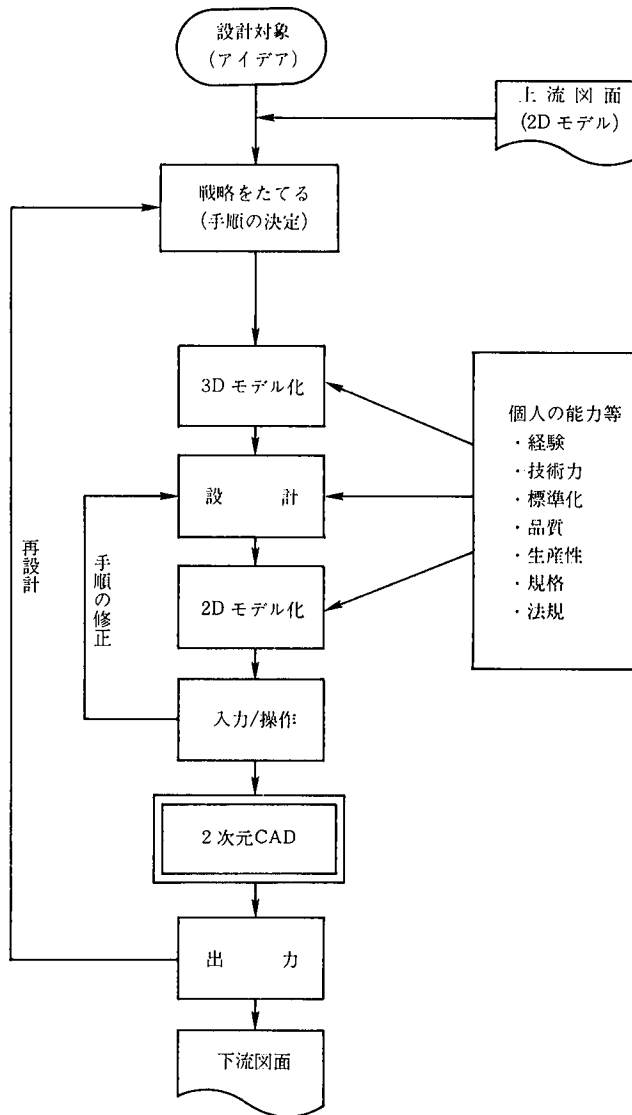 設計対象
(アイデア)
上流図面
(2Dモデル)
戦略をたてる
(手順の決定)
3Dモデル化
個人の能力等
・経験
・技術力
・標準化
・品質
・生産性
・規格
・法規
設計
再設計
手順の修正
2Dモデル化
入力/操作
2次元CAD
出力
下流図面